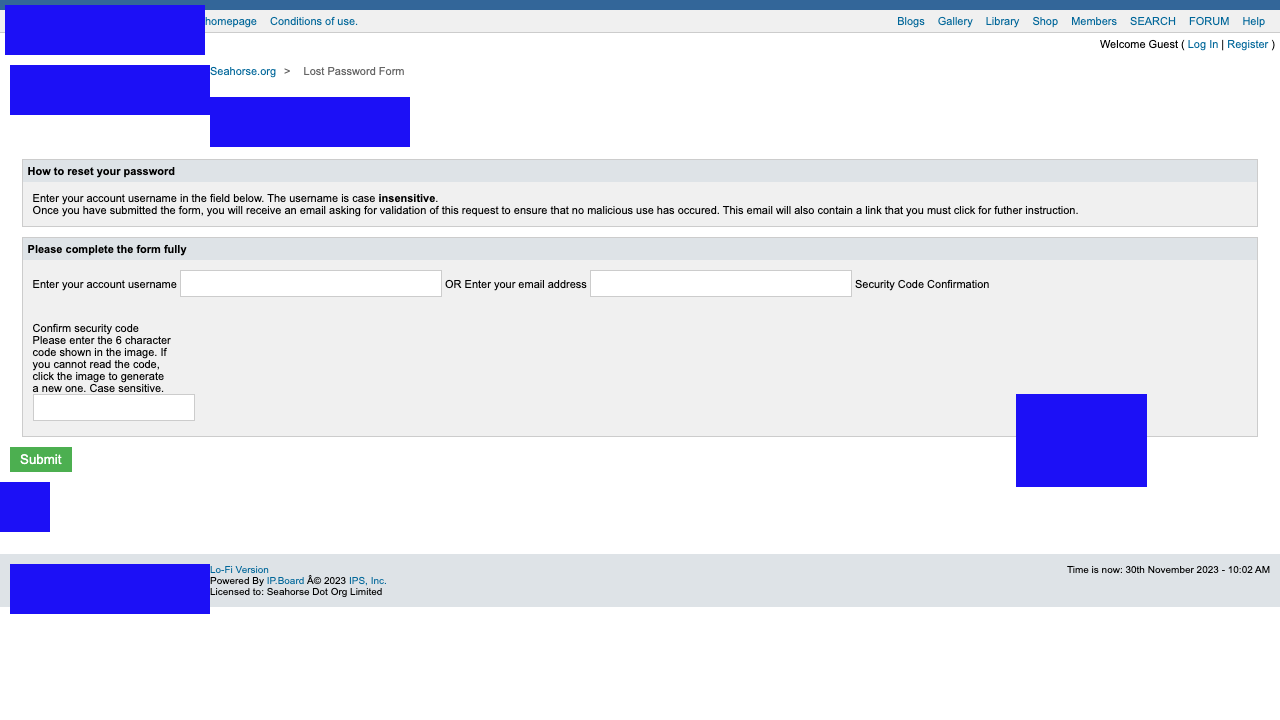 homepage Conditions of use. Blogs Gallery Library Shop Members SEARCH FORUM Help
Welcome Guest ( Log In | Register )
Seahorse.org > Lost Password Form
How to reset your password
Enter your account username in the field below. The username is case insensitive.
Once you have submitted the form, you will receive an email asking for validation of this request to ensure that no malicious use has occured. This email will also contain a link that you must click for futher instruction.
Please complete the form fully
Enter your account username OR Enter your email address Security Code Confirmation
Confirm security code
Please enter the 6 character
code shown in the image. If
you cannot read the code,
click the image to generate
a new one. Case sensitive.
Submit
Lo-Fi Version Time is now: 30th November 2023 - 10:02 AM
Powered By IP.Board Â© 2023 IPS, Inc.
Licensed to: Seahorse Dot Org Limited